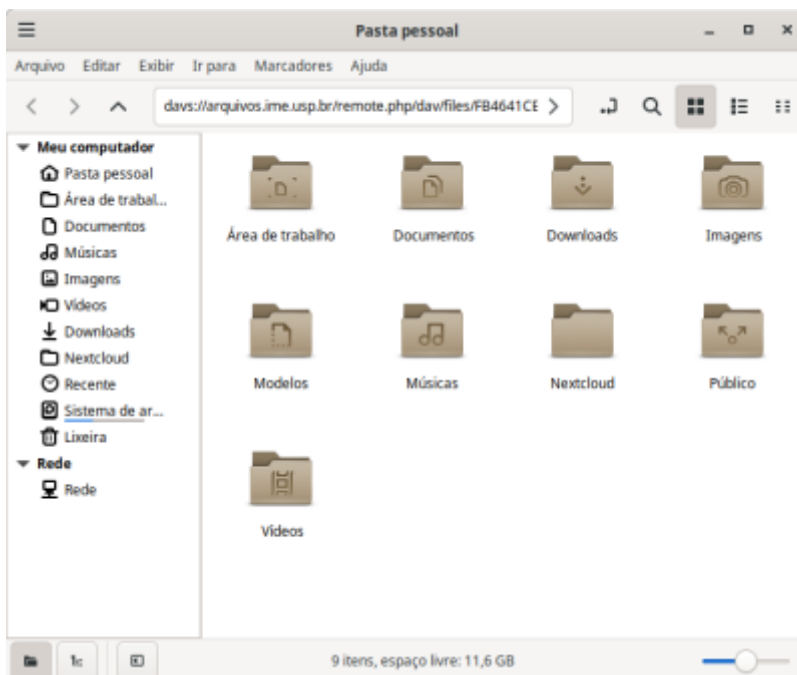 Pasta pessoal
Arquivo Editar Exibir Ir para Marcadores Ajuda
davs://arquivos.ime.usp.br/remote.php/dav/files/FB4641CE
Meu computador
Pasta pessoal
Área de trabal...
Documentos
Músicas
Imagens
Vídeos
Downloads
Nextcloud
Recente
Sistema de ar...
Lixeira
Rede
Rede
Área de trabalho Documentos Downloads Imagens
Modelos Músicas Nextcloud Público
Vídeos
9 itens, espaço livre: 11,6 GB